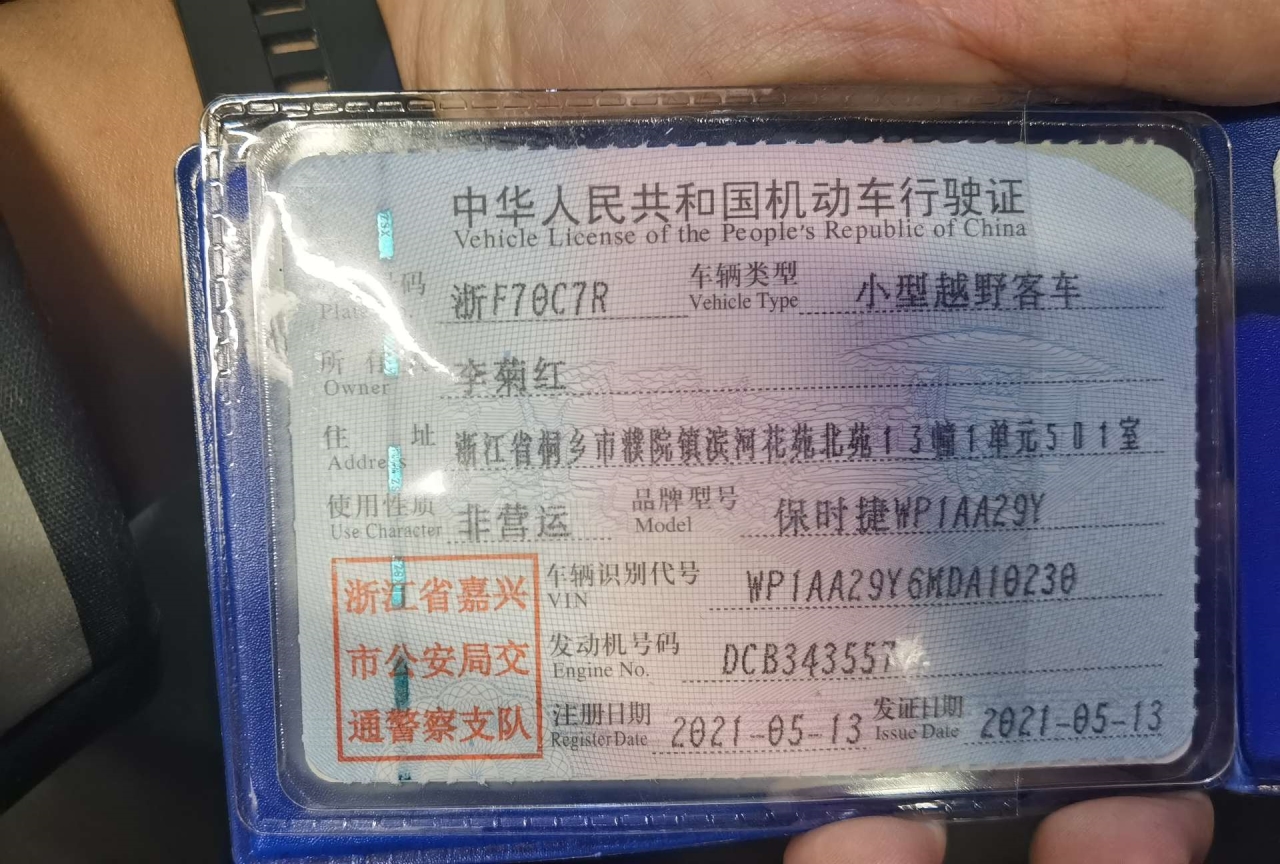 中华人民共和国机动车行驶证
Vehicle License of the People's Republic of China
码 浙F70C7R 车辆类型 小型越野客车
Plate Vehicle Type
所有 李菊红
Owner
住址 浙江省桐乡市濮院镇滨河花苑北苑13幢1单元501室
Address
使用性质 非营运 品牌型号 保时捷WP1AA29Y
Use Character Model
车辆识别代号 WP1AA29Y6MDA10230
VIN
发动机号码 DCB343557
Engine No.
注册日期 2021-05-13 发证日期 2021-05-13
Register Date Issue Date
浙江省嘉兴
市公安局交
通警察支队